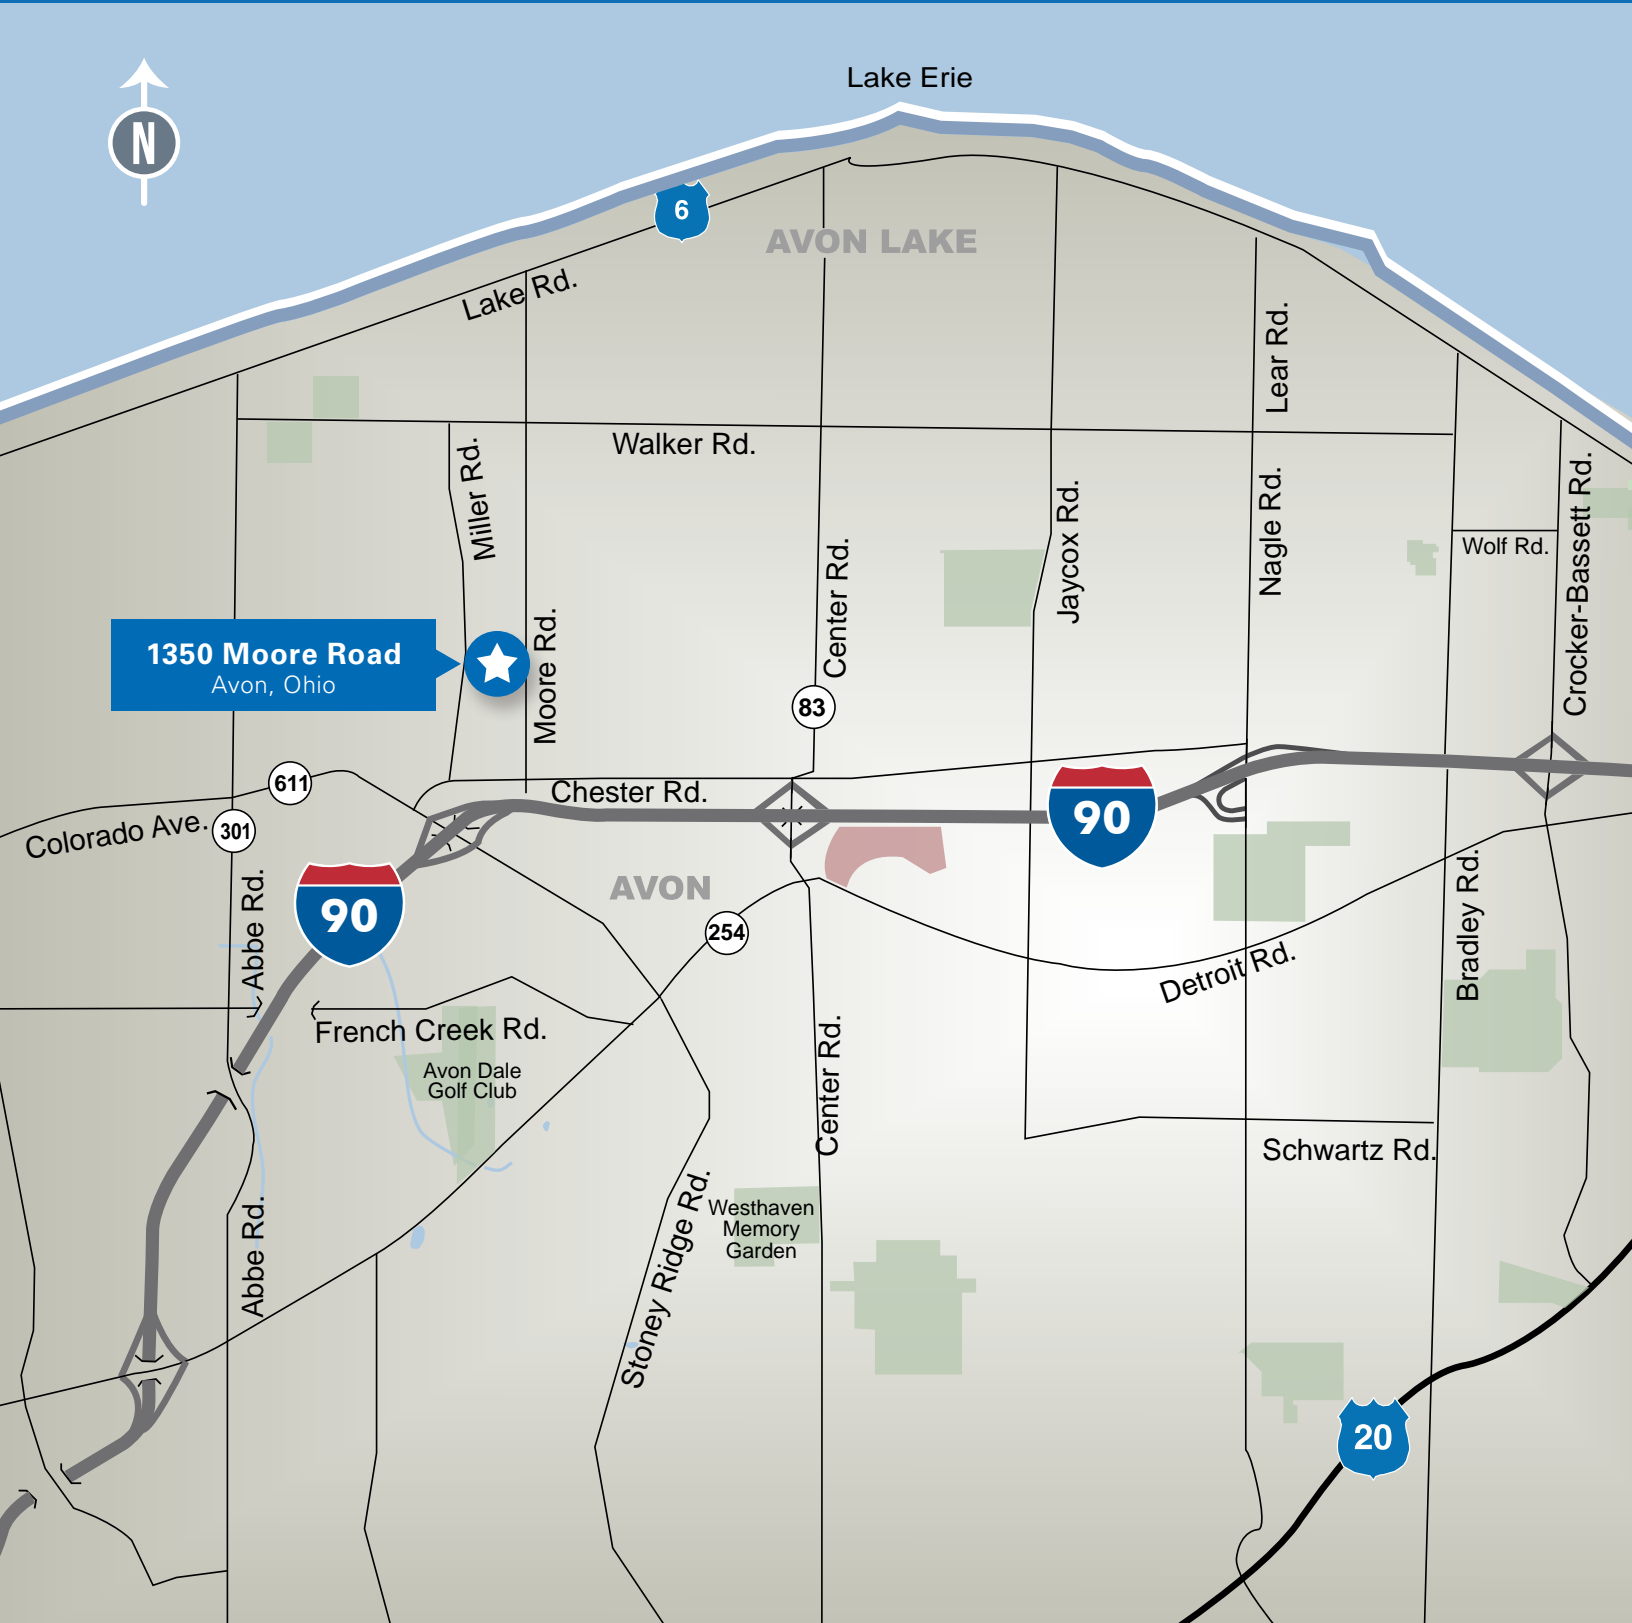 Lake Erie
N
6
AVON LAKE
Lake Rd.
Lear Rd.
Walker Rd.
Miller Rd.
Crocker-Bassett Rd.
Nagle Rd.
Jaycox Rd.
Wolf Rd.
Center Rd.
Moore Rd.
1350 Moore Road
Avon, Ohio
83
611
Chester Rd.
90
Colorado Ave.
301
90
AVON
254
Abbe Rd.
Bradley Rd.
Detroit Rd.
French Creek Rd.
Avon Dale
Golf Club
Center Rd.
Schwartz Rd.
Stoney Ridge Rd.
Westhaven
Memory
Garden
Abbe Rd.
20